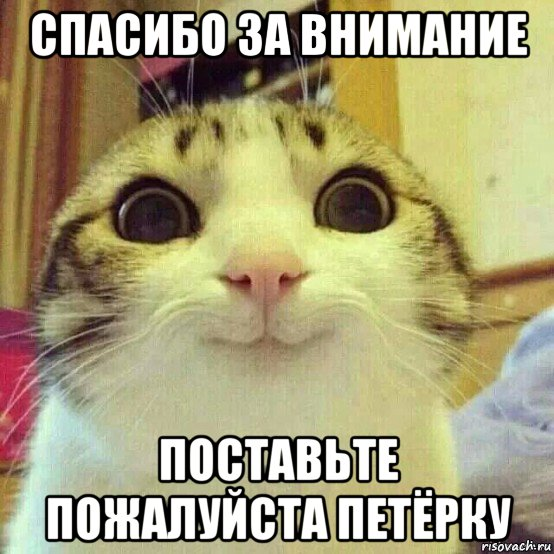 СПАСИБО ЗА ВНИМАНИЕ
ПОСТАВЬТЕ
ПОЖАЛУЙСТА ПЕТЁРКУ
risovach.ru